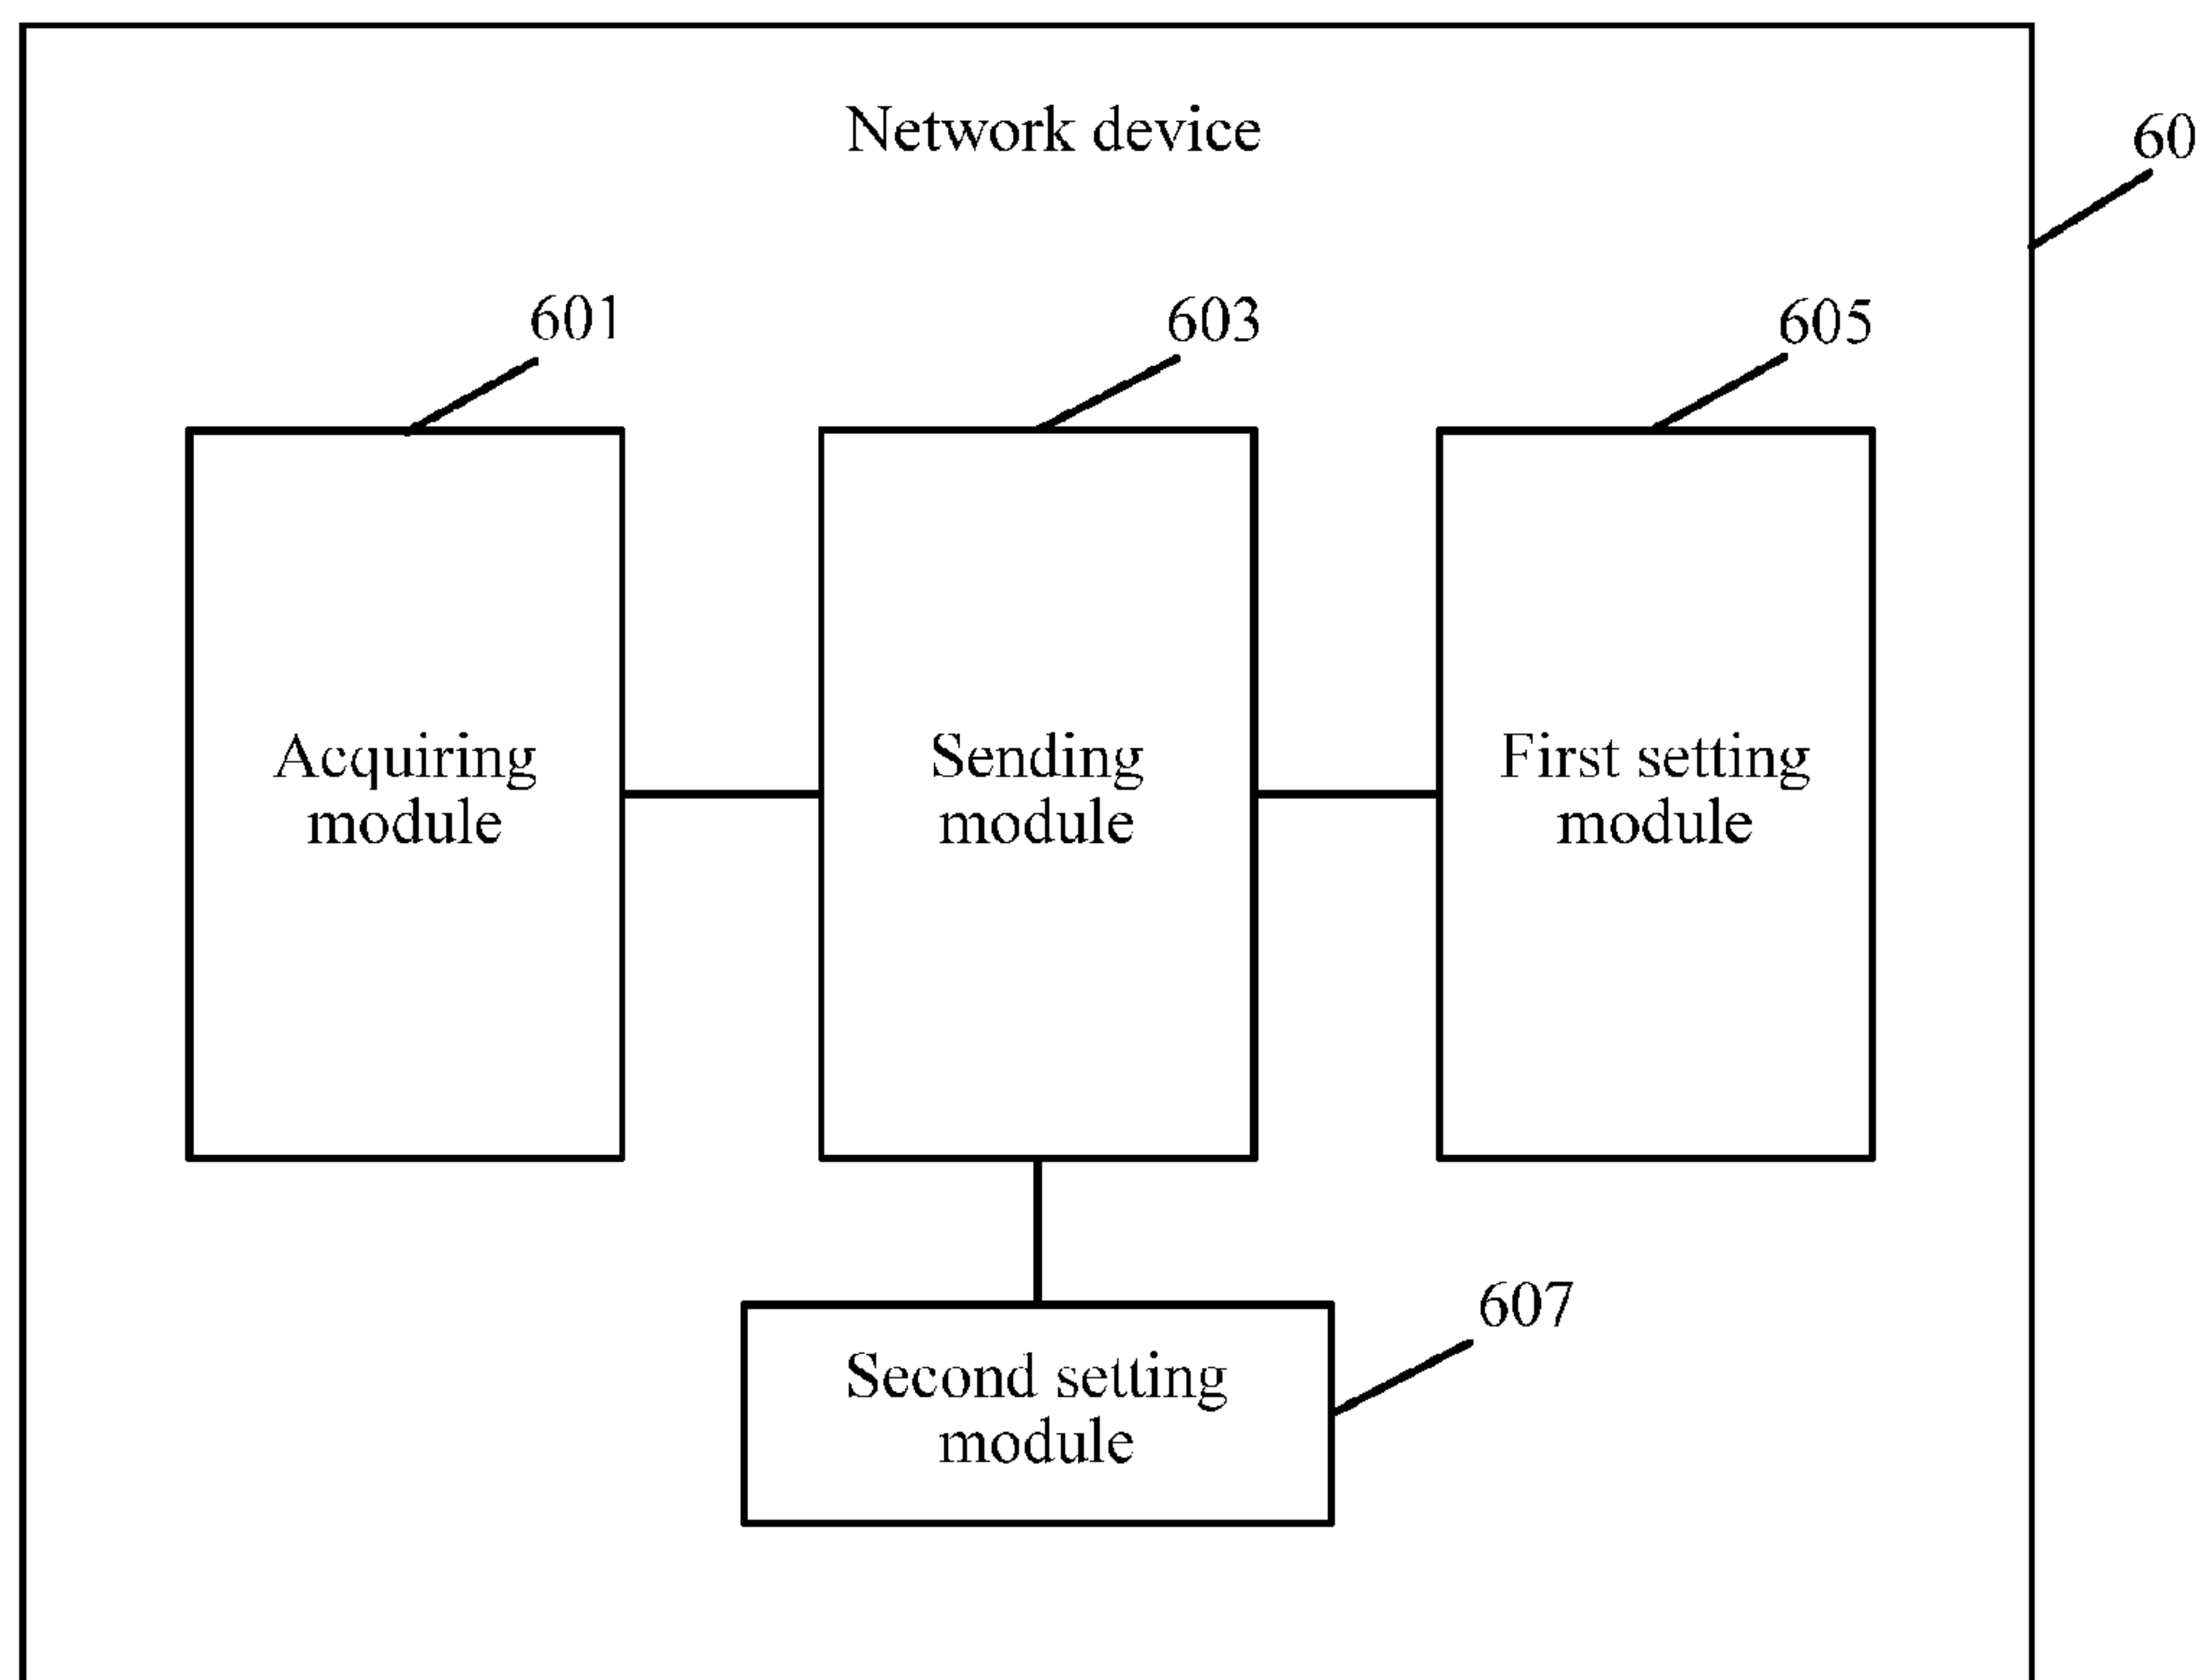 Network device
60
601
603
605
Acquiring
module
Sending
module
First setting
module
607
Second setting
module